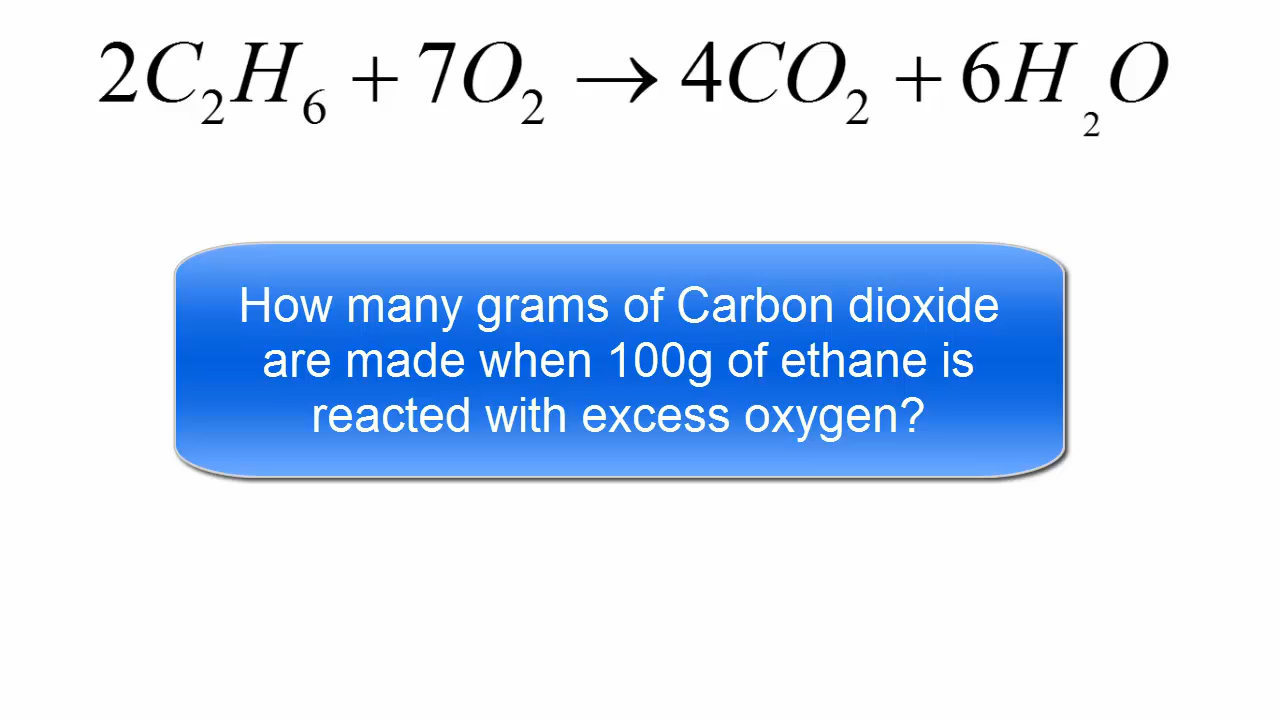 2C₂H₆ + 7O₂ → 4CO₂ + 6H₂O
How many grams of Carbon dioxide
are made when 100g of ethane is
reacted with excess oxygen?